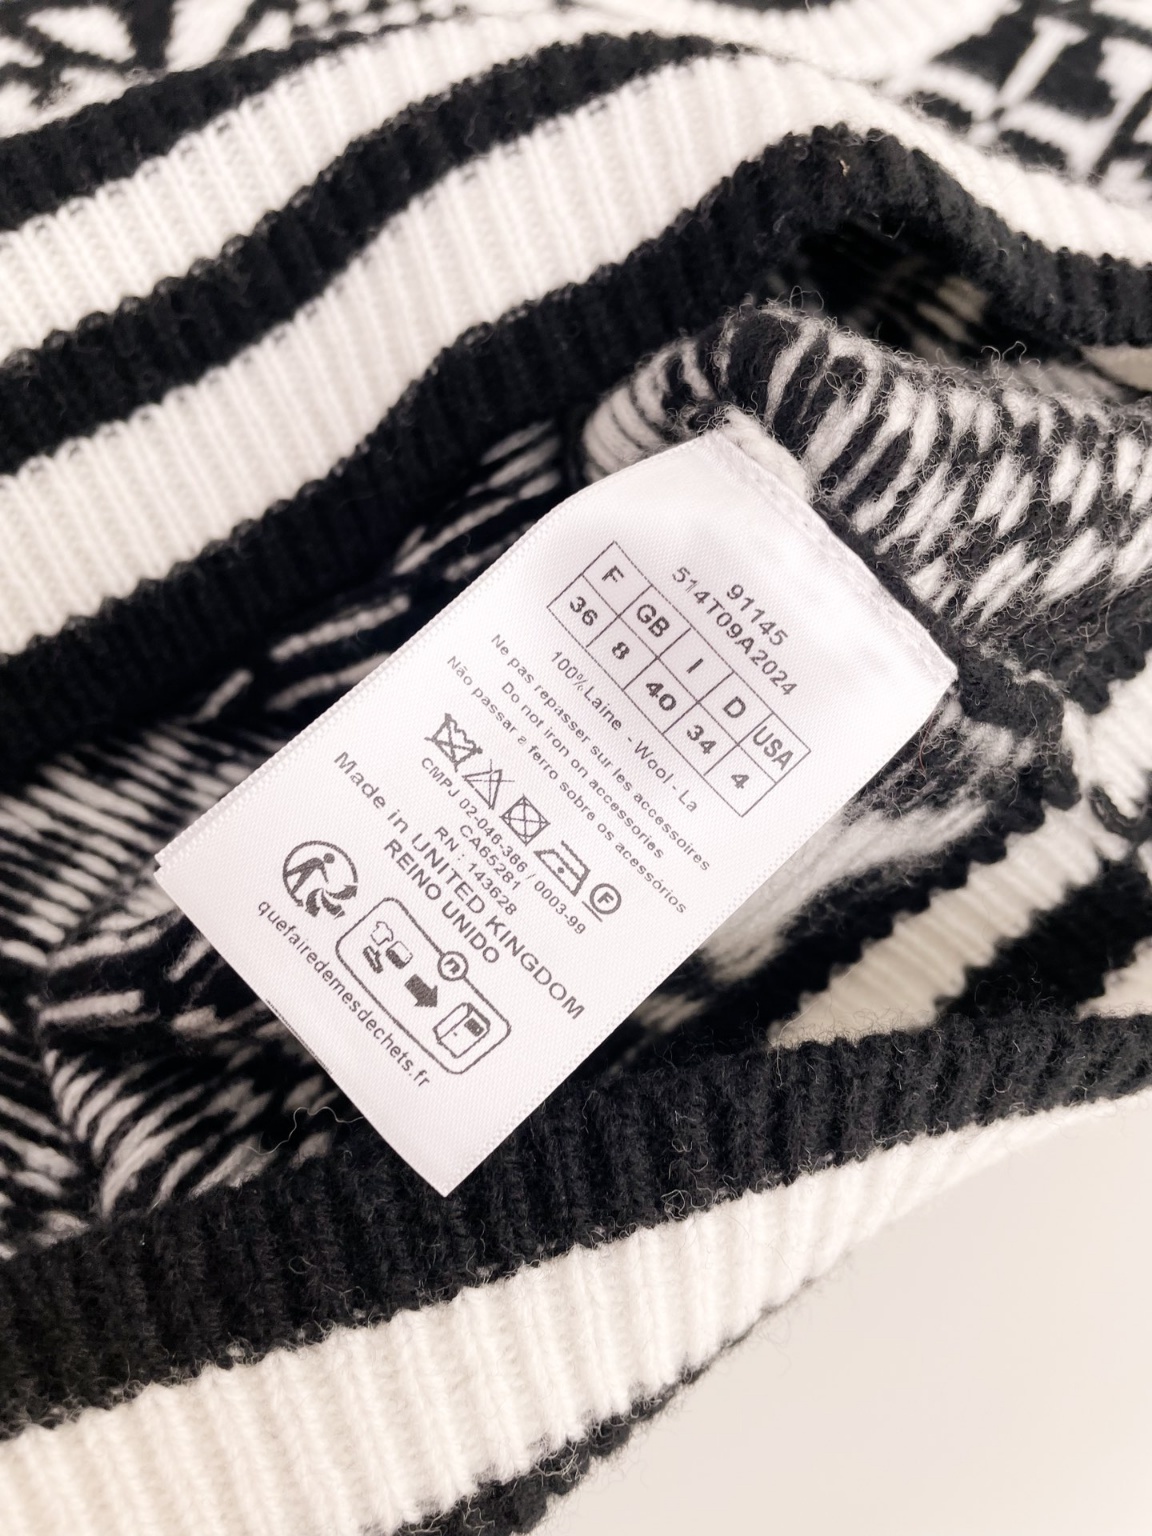 91145
514T09A2024
F GB I D USA
36 8 40 34 4
100% Laine - Wool - La
Ne pas repasser sur les accessoires
Do not iron on accessories
Não passar a ferro sobre os acessórios
F
CMPJ 02-046-366 / 0003-99
CA65281
RN : 143628
Made in UNITED KINGDOM
REINO UNIDO
quefairedemesdechets.fr